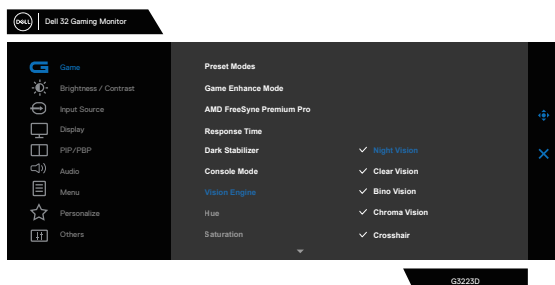 DELL Dell 32 Gaming Monitor
Game Preset Modes
Brightness / Contrast Game Enhance Mode
Input Source AMD FreeSync Premium Pro
Display Response Time
PIP/PBP Dark Stabilizer Night Vision
Audio Console Mode Clear Vision
Menu Vision Engine Bino Vision
Personalize Hue Chroma Vision
Others Saturation Crosshair
G3223D